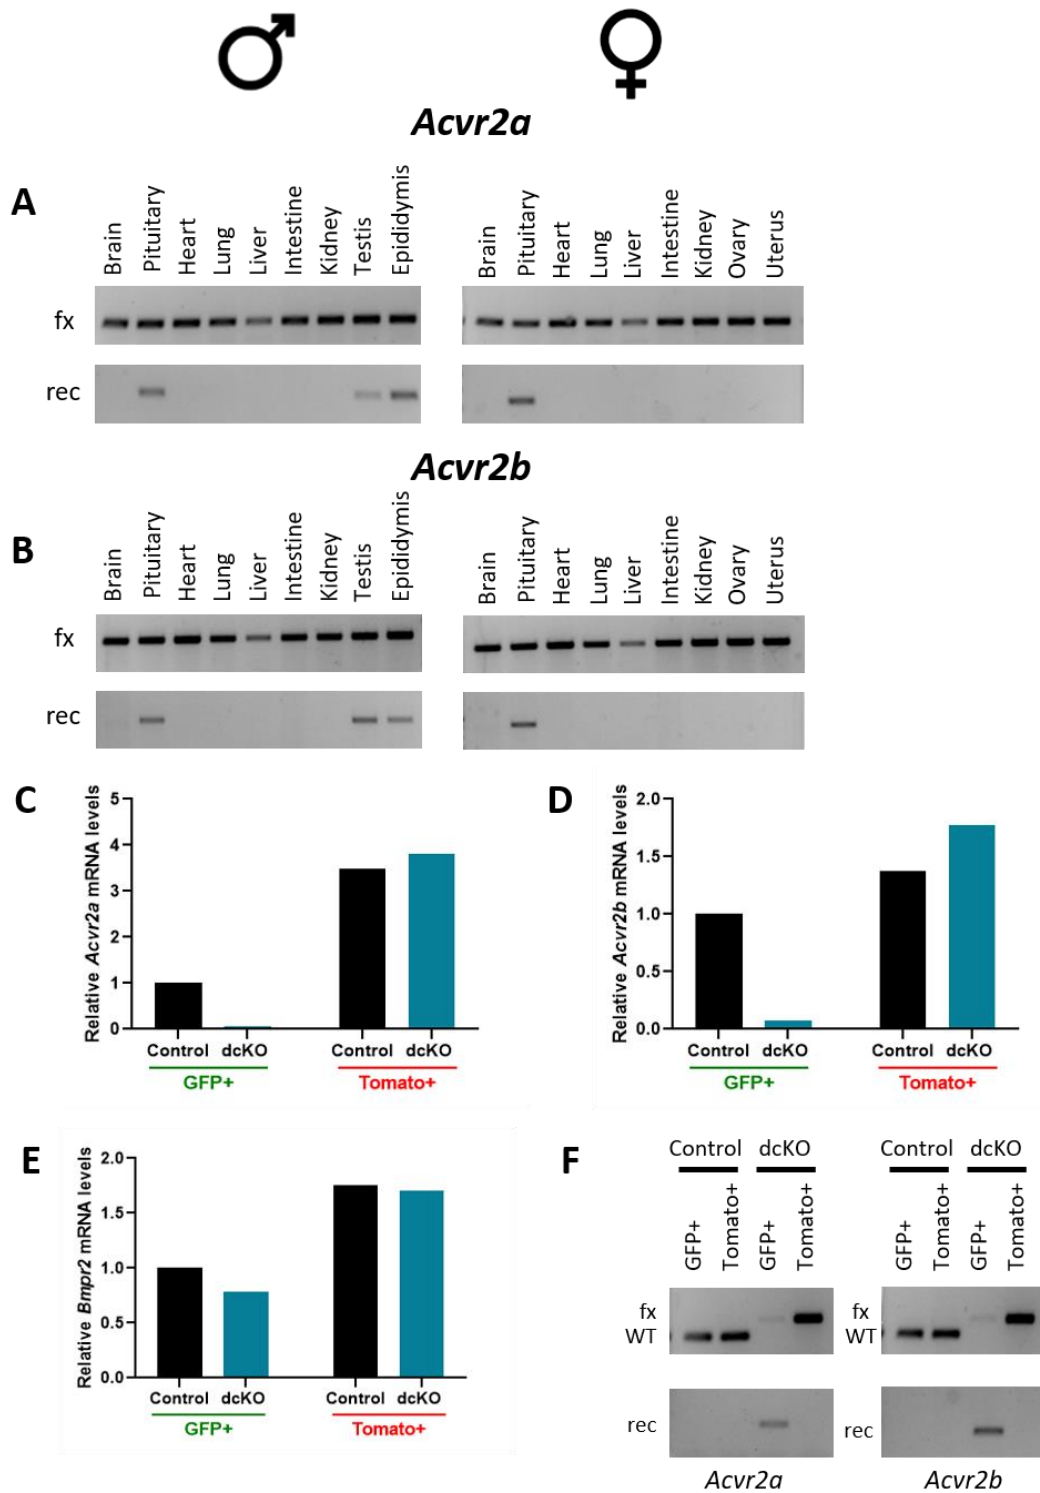 Acvr2a
A
Brain
Pituitary
Heart
Lung
Liver
Intestine
Kidney
Testis
Epididymis
Brain
Pituitary
Heart
Lung
Liver
Intestine
Kidney
Ovary
Uterus
fx
rec
Acvr2b
B
Brain
Pituitary
Heart
Lung
Liver
Intestine
Kidney
Testis
Epididymis
Brain
Pituitary
Heart
Lung
Liver
Intestine
Kidney
Ovary
Uterus
fx
rec
C
Relative Acvr2a mRNA levels
5
4
3
2
1
0
Control dcKO Control dcKO
GFP+ Tomato+
D
Relative Acvr2b mRNA levels
2.0
1.5
1.0
0.5
0.0
Control dcKO Control dcKO
GFP+ Tomato+
E
Relative Bmpr2 mRNA levels
2.0
1.5
1.0
0.5
0.0
Control dcKO Control dcKO
GFP+ Tomato+
F
Control dcKO
GFP+
Tomato+
GFP+
Tomato+
fx
WT
rec
Acvr2a
Control dcKO
GFP+
Tomato+
GFP+
Tomato+
fx
WT
rec
Acvr2b